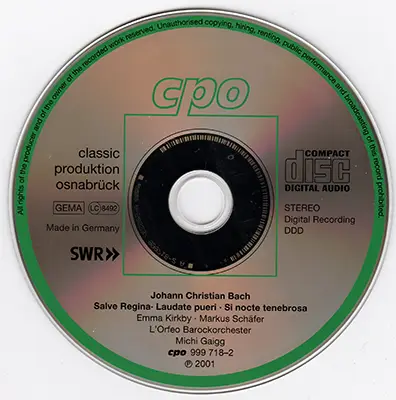 All rights of the producer and of the owner of the recorded work reserved. Unauthorised copying, hiring, renting, public performance and broadcasting of the record prohibited.
cpo
classic
produktion
osnabrück
COMPACT
disc
DIGITAL AUDIO
GEMA LC 8492
STEREO
Made in Germany
Digital Recording
DDD
SWR
Johann Christian Bach
Salve Regina· Laudate pueri · Si nocte tenebrosa
Emma Kirkby · Markus Schäfer
L'Orfeo Barockorchester
Michi Gaigg
cpo 999 718–2
℗ 2001